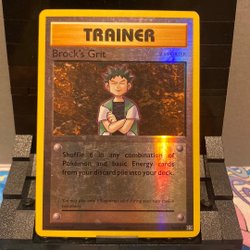 TRAINER
Brock's Grit
Shuffle 6 in any combination of
Pokémon and basic Energy cards
from your discard pile into your deck.